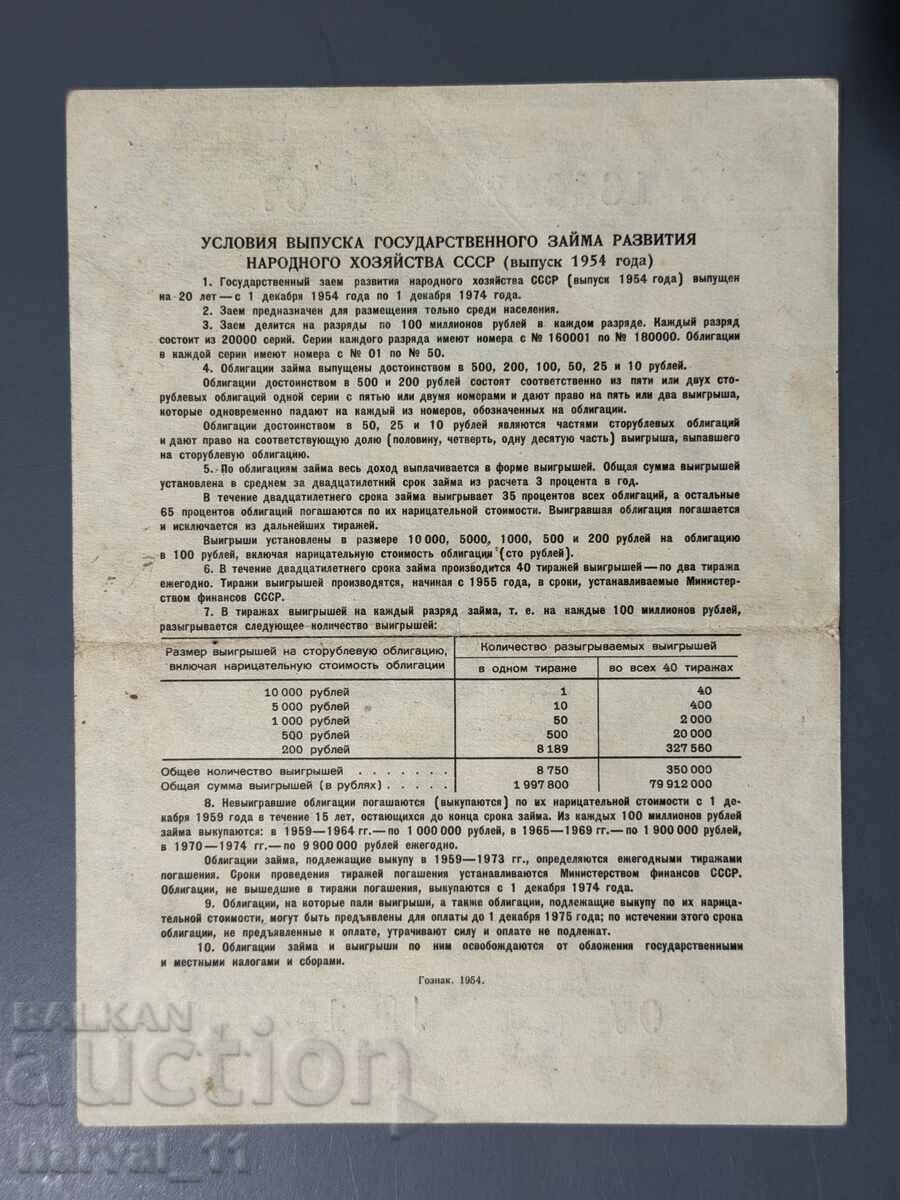 УСЛОВИЯ ВЫПУСКА ГОСУДАРСТВЕННОГО ЗАЙМА РАЗВИТИЯ
НАРОДНОГО ХОЗЯЙСТВА СССР (выпуск 1954 года)
1. Государственный заем развития народного хозяйства СССР (выпуск 1954 года) выпущен
на 20 лет—с 1 декабря 1954 года по 1 декабря 1974 года.
2. Заем предназначен для размещения только среди населения.
3. Заем делится на разряды по 100 миллионов рублей в каждом разряде. Каждый разряд
состоит из 20000 серий. Серии каждого разряда имеют номера с № 160001 по № 180000. Облигации
в каждой серии имеют номера с № 01 по № 50.
4. Облигации займа выпущены достоинством в 500, 200, 100, 50, 25 и 10 рублей.
Облигации достоинством в 500 и 200 рублей состоят соответственно из пяти или двух сто-
рублевых облигаций одной серии с пятью или двумя номерами и дают право на пять или два выигрыша,
которые одновременно падают на каждый из номеров, обозначенных на облигации.
Облигации достоинством в 50, 25 и 10 рублей являются частями сторублевых облигаций
и дают право на соответствующую долю (половину, четверть, одну десятую часть) выигрыша, выпавшего
на сторублевую облигацию.
5. По облигациям займа весь доход выплачивается в форме выигрышей. Общая сумма выигрышей
установлена в среднем за двадцатилетний срок займа из расчета 3 процента в год.
В течение двадцатилетнего срока займа выигрывает 35 процентов всех облигаций, а остальные
65 процентов облигаций погашаются по их нарицательной стоимости. Выигравшая облигация погашается
и исключается из дальнейших тиражей.
Выигрыши установлены в размере 10 000, 5000, 1000, 500 и 200 рублей на облигацию
в 100 рублей, включая нарицательную стоимость облигации (сто рублей).
6. В течение двадцатилетнего срока займа производится 40 тиражей выигрышей—по два тиража
ежегодно. Тиражи выигрышей производятся, начиная с 1955 года, в сроки, устанавливаемые Министер-
ством финансов СССР.
7. В тиражах выигрышей на каждый разряд займа, т. е. на каждые 100 миллионов рублей,
разыгрывается следующее количество выигрышей:
Размер выигрышей на сторублевую облигацию, включая нарицательную стоимость облигации
Количество разыгрываемых выигрышей
в одном тираже во всех 40 тиражах
10 000 рублей 1 40
5 000 рублей 10 400
1 000 рублей 50 2 000
500 рублей 500 20 000
200 рублей 8 189 327 560
Общее количество выигрышей . . . . . . . 8 750 350 000
Общая сумма выигрышей (в рублях) . . . . . 1 997 800 79 912 000
8. Невыигравшие облигации погашаются (выкупаются) по их нарицательной стоимости с 1 де-
кабря 1959 года в течение 15 лет, остающихся до конца срока займа. Из каждых 100 миллионов рублей
займа выкупаются: в 1959—1964 гг.—по 1 000 000 рублей, в 1965—1969 гг.—по 1 900 000 рублей,
в 1970—1974 гг.—по 9 900 000 рублей ежегодно.
Облигации займа, подлежащие выкупу в 1959—1973 гг., определяются ежегодными тиражами
погашения. Сроки проведения тиражей погашения устанавливаются Министерством финансов СССР.
Облигации, не вышедшие в тиражи погашения, выкупаются с 1 декабря 1974 года.
9. Облигации, на которые пали выигрыши, а также облигации, подлежащие выкупу по их нарица-
тельной стоимости, могут быть предъявлены для оплаты до 1 декабря 1975 года; по истечении этого срока
облигации, не предъявленные к оплате, утрачивают силу и оплате не подлежат.
10. Облигации займа и выигрыши по ним освобождаются от обложения государственными
и местными налогами и сборами.
Гознак. 1954.
BALKAN
auction
harval_11